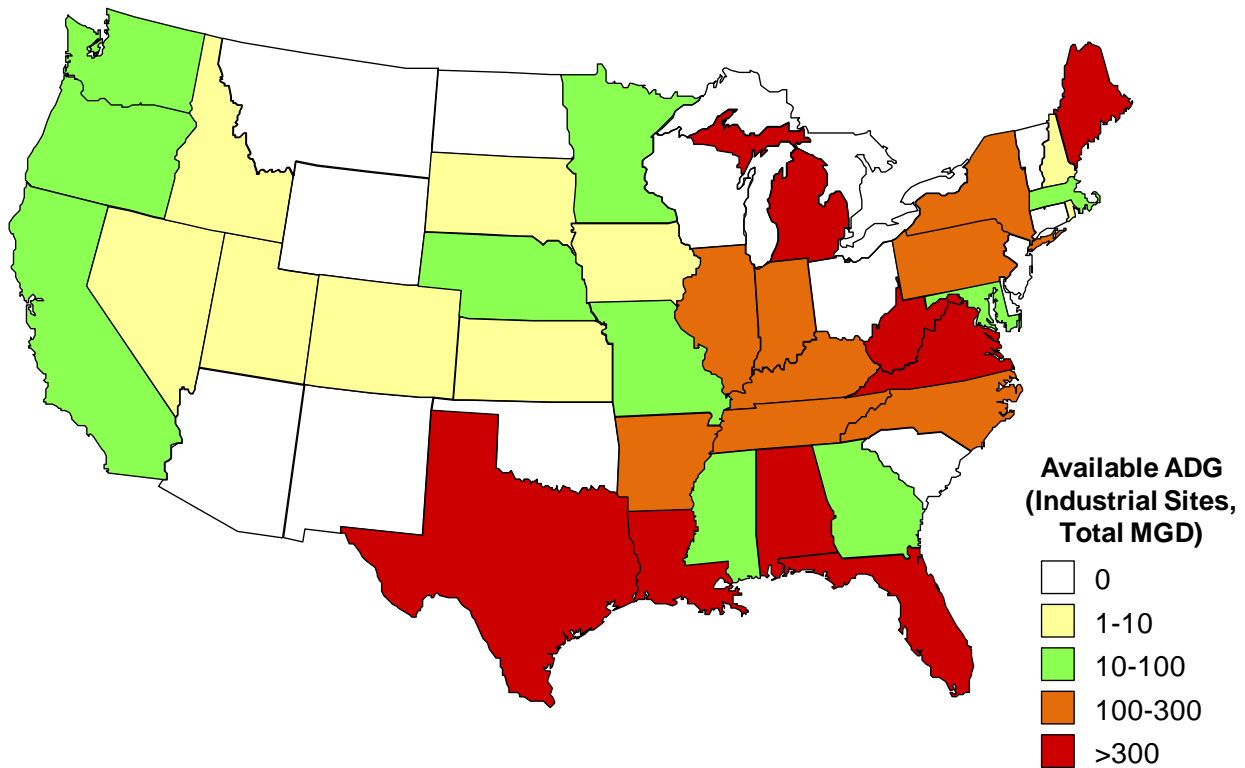 Available ADG
(Industrial Sites,
Total MGD)
0
1-10
10-100
100-300
>300